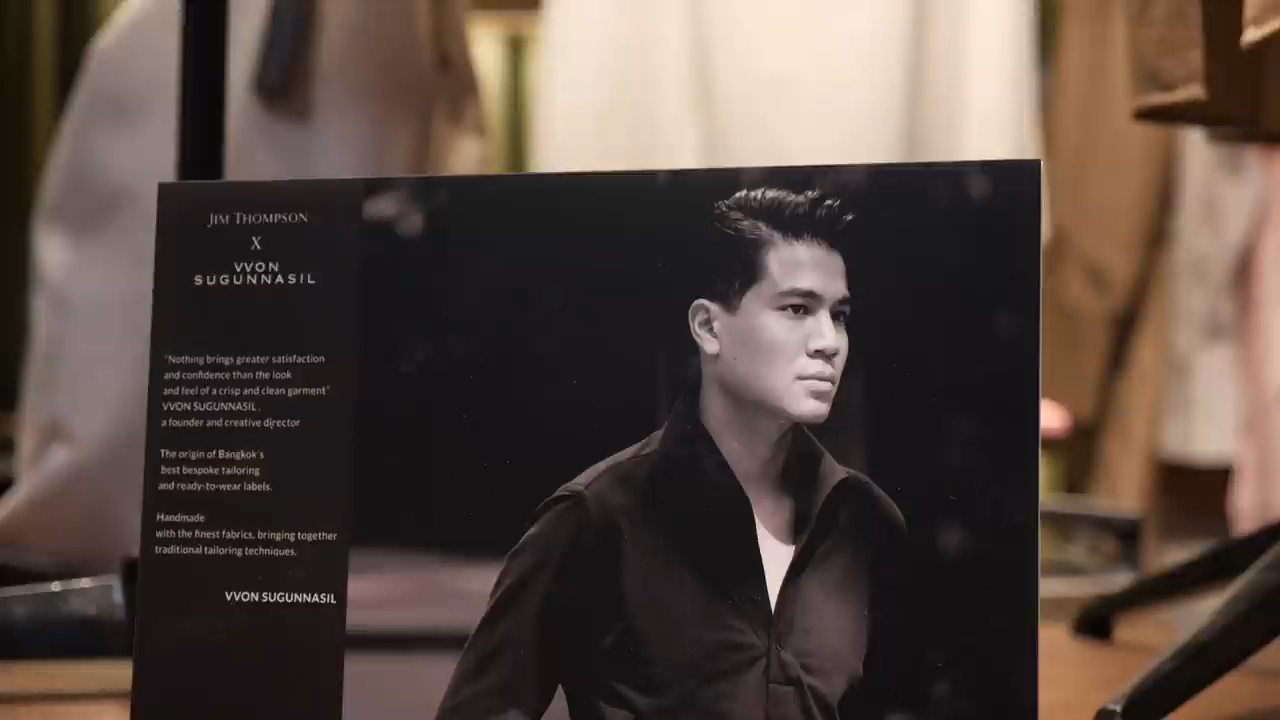 JIM THOMPSON
X
VVON
SUGUNNASIL
"Nothing brings greater satisfaction
and confidence than the look
and feel of a crisp and clean garment"
VVON SUGUNNASIL .
a founder and creative director
The origin of Bangkok's
best bespoke tailoring
and ready-to-wear labels.
Handmade
with the finest fabrics, bringing together
traditional tailoring techniques.
VVON SUGUNNASIL